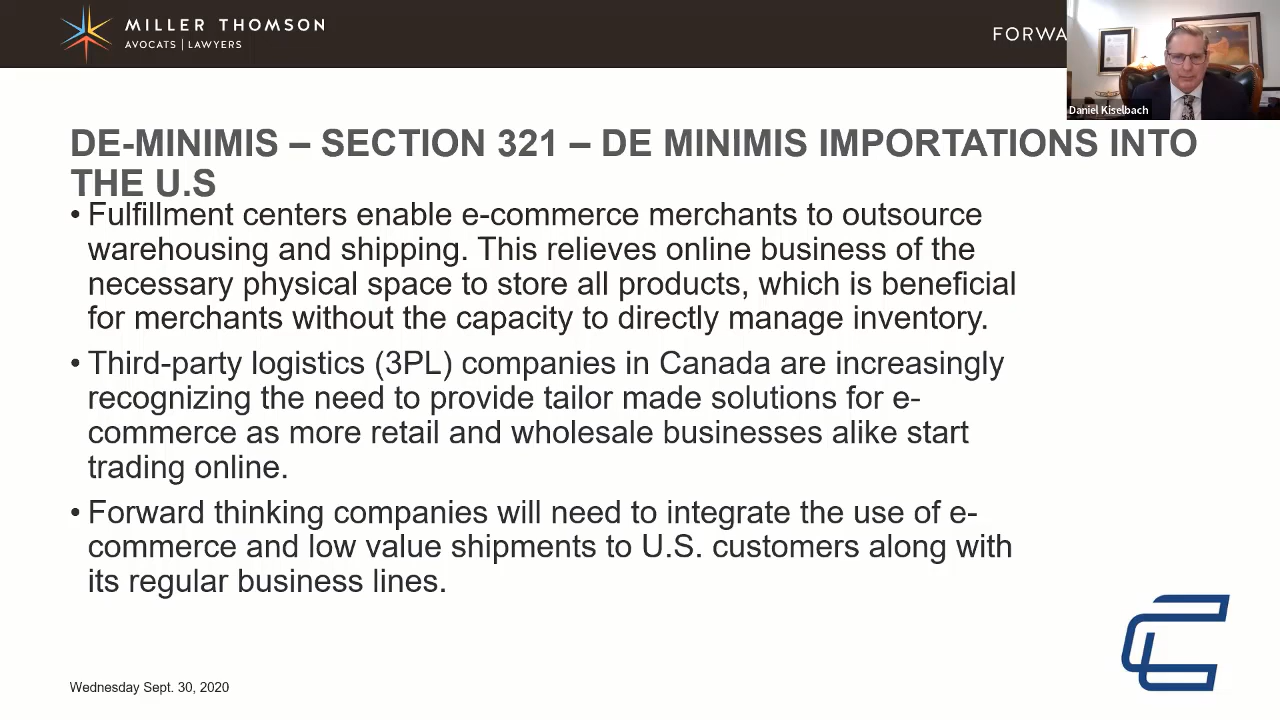 MILLER THOMSON
AVOCATS | LAWYERS
FORWA
Daniel Kiselbach
DE-MINIMIS – SECTION 321 – DE MINIMIS IMPORTATIONS INTO
THE U.S
• Fulfillment centers enable e-commerce merchants to outsource
warehousing and shipping. This relieves online business of the
necessary physical space to store all products, which is beneficial
for merchants without the capacity to directly manage inventory.
• Third-party logistics (3PL) companies in Canada are increasingly
recognizing the need to provide tailor made solutions for e-
commerce as more retail and wholesale businesses alike start
trading online.
• Forward thinking companies will need to integrate the use of e-
commerce and low value shipments to U.S. customers along with
its regular business lines.
Wednesday Sept. 30, 2020